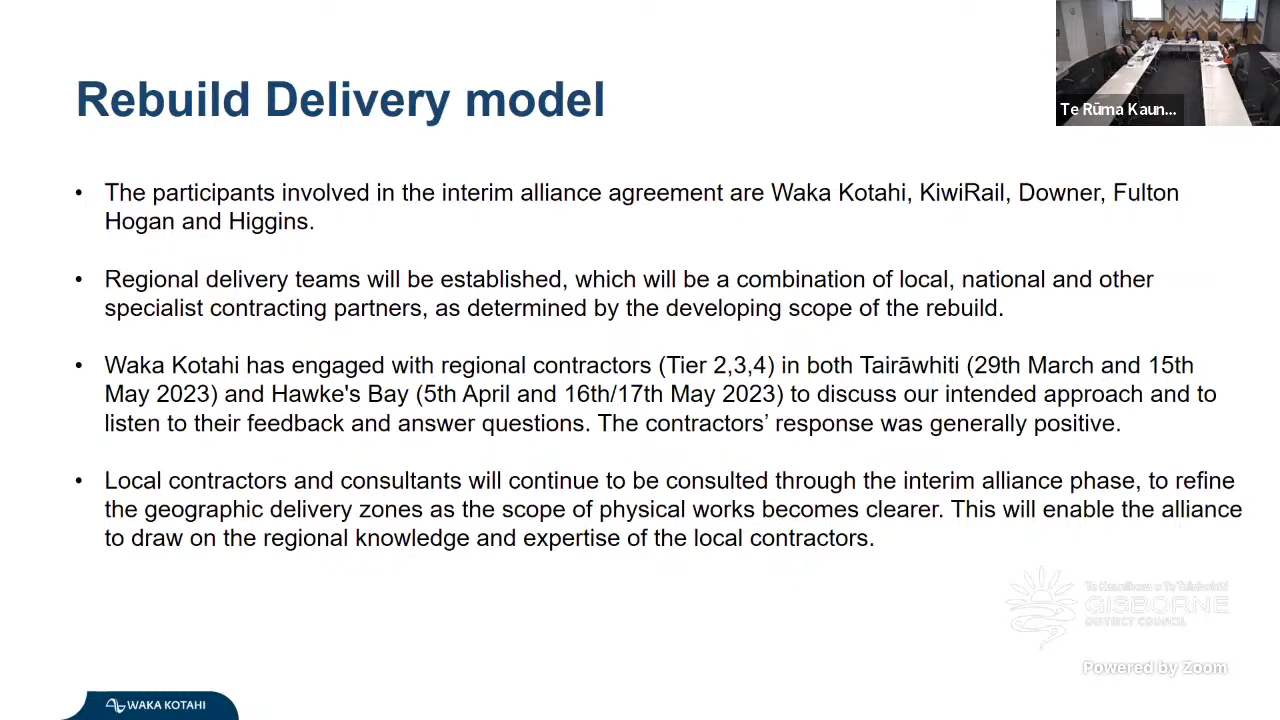 Rebuild Delivery model
Te Rūma Kaun...
• The participants involved in the interim alliance agreement are Waka Kotahi, KiwiRail, Downer, Fulton
Hogan and Higgins.
• Regional delivery teams will be established, which will be a combination of local, national and other
specialist contracting partners, as determined by the developing scope of the rebuild.
• Waka Kotahi has engaged with regional contractors (Tier 2,3,4) in both Tairāwhiti (29th March and 15th
May 2023) and Hawke's Bay (5th April and 16th/17th May 2023) to discuss our intended approach and to
listen to their feedback and answer questions. The contractors’ response was generally positive.
• Local contractors and consultants will continue to be consulted through the interim alliance phase, to refine
the geographic delivery zones as the scope of physical works becomes clearer. This will enable the alliance
to draw on the regional knowledge and expertise of the local contractors.
GISBORNE
DISTRICT COUNCIL
Powered by Zoom
WAKA KOTAHI